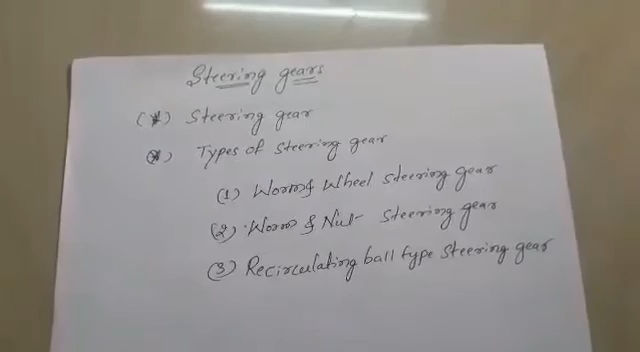 Steering gears
(*) Steering gear
(*) Types of Steering gear
(1) Worm & Wheel Steering gear
(2) Worm & Nut Steering gear
(3) Recirculating ball type Steering gear